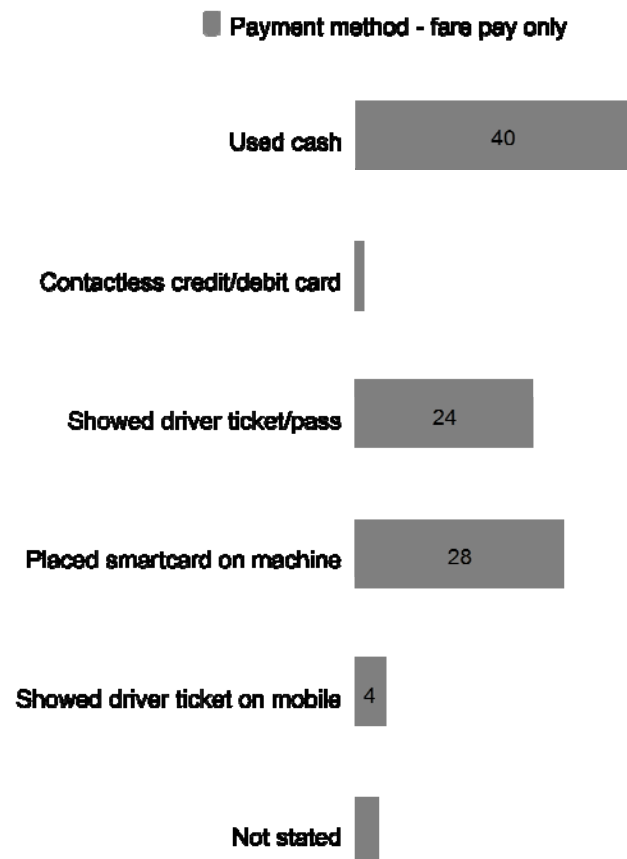 Payment method - fare pay only
Used cash 40
Contactless credit/debit card
Showed driver ticket/pass 24
Placed smartcard on machine 28
Showed driver ticket on mobile 4
Not stated